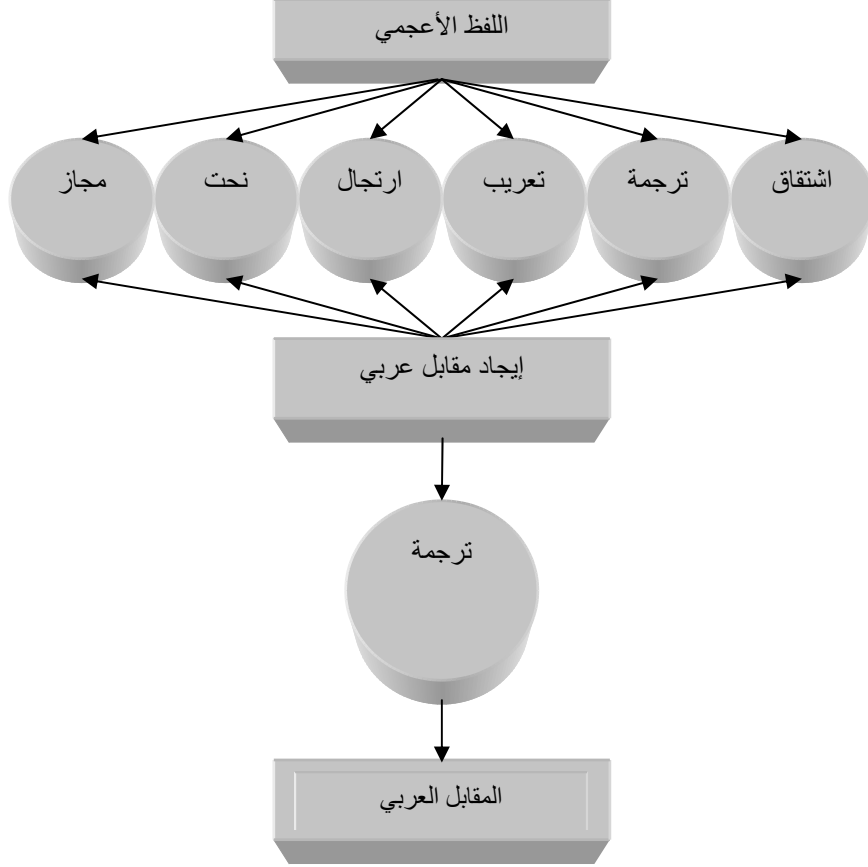 اللفظ الأعجمي
اشتقاق
ترجمة
تعريب
ارتجال
نحت
مجاز
إيجاد مقابل عربي
ترجمة
المقابل العربي